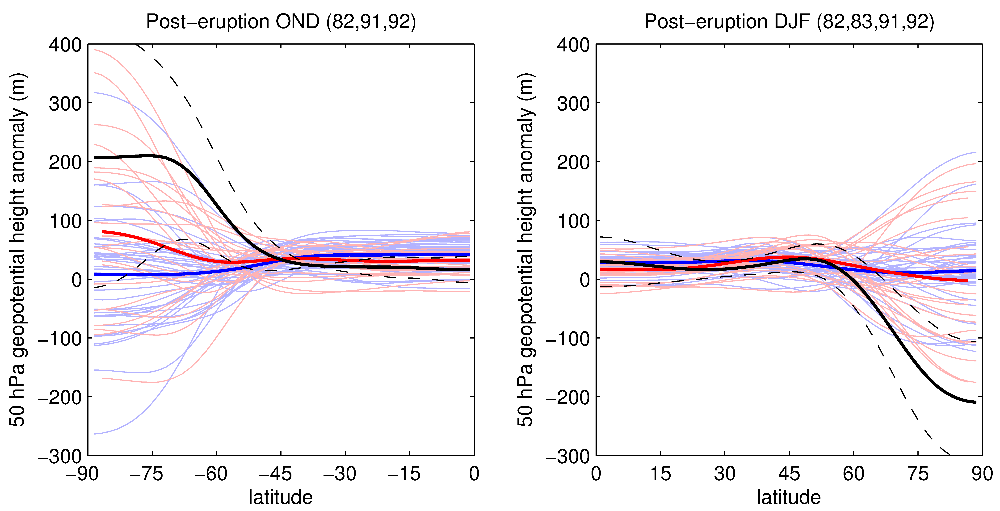 Post−eruption OND (82,91,92)
50 hPa geopotential height anomaly (m)
400
300
200
100
0
−100
−200
−300
−90 −75 −60 −45 −30 −15 0
latitude
Post−eruption DJF (82,83,91,92)
50 hPa geopotential height anomaly (m)
400
300
200
100
0
−100
−200
−300
0 15 30 45 60 75 90
latitude